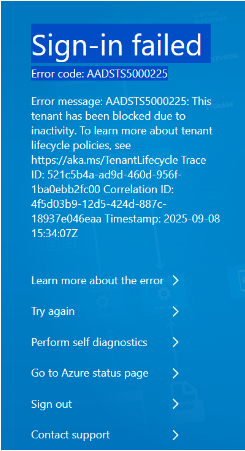 Sign-in failed
Error code: AADSTS5000225
Error message: AADSTS5000225: This
tenant has been blocked due to
inactivity. To learn more about tenant
lifecycle policies, see
https://aka.ms/TenantLifecycle Trace
ID: 521c5b4a-ad9d-460d-956f-
1ba0ebb2fc00 Correlation ID:
4f5d03b9-12d5-424d-887c-
18937e046eaa Timestamp: 2025-09-08
15:34:07Z
Learn more about the error
Try again
Perform self diagnostics
Go to Azure status page
Sign out
Contact support